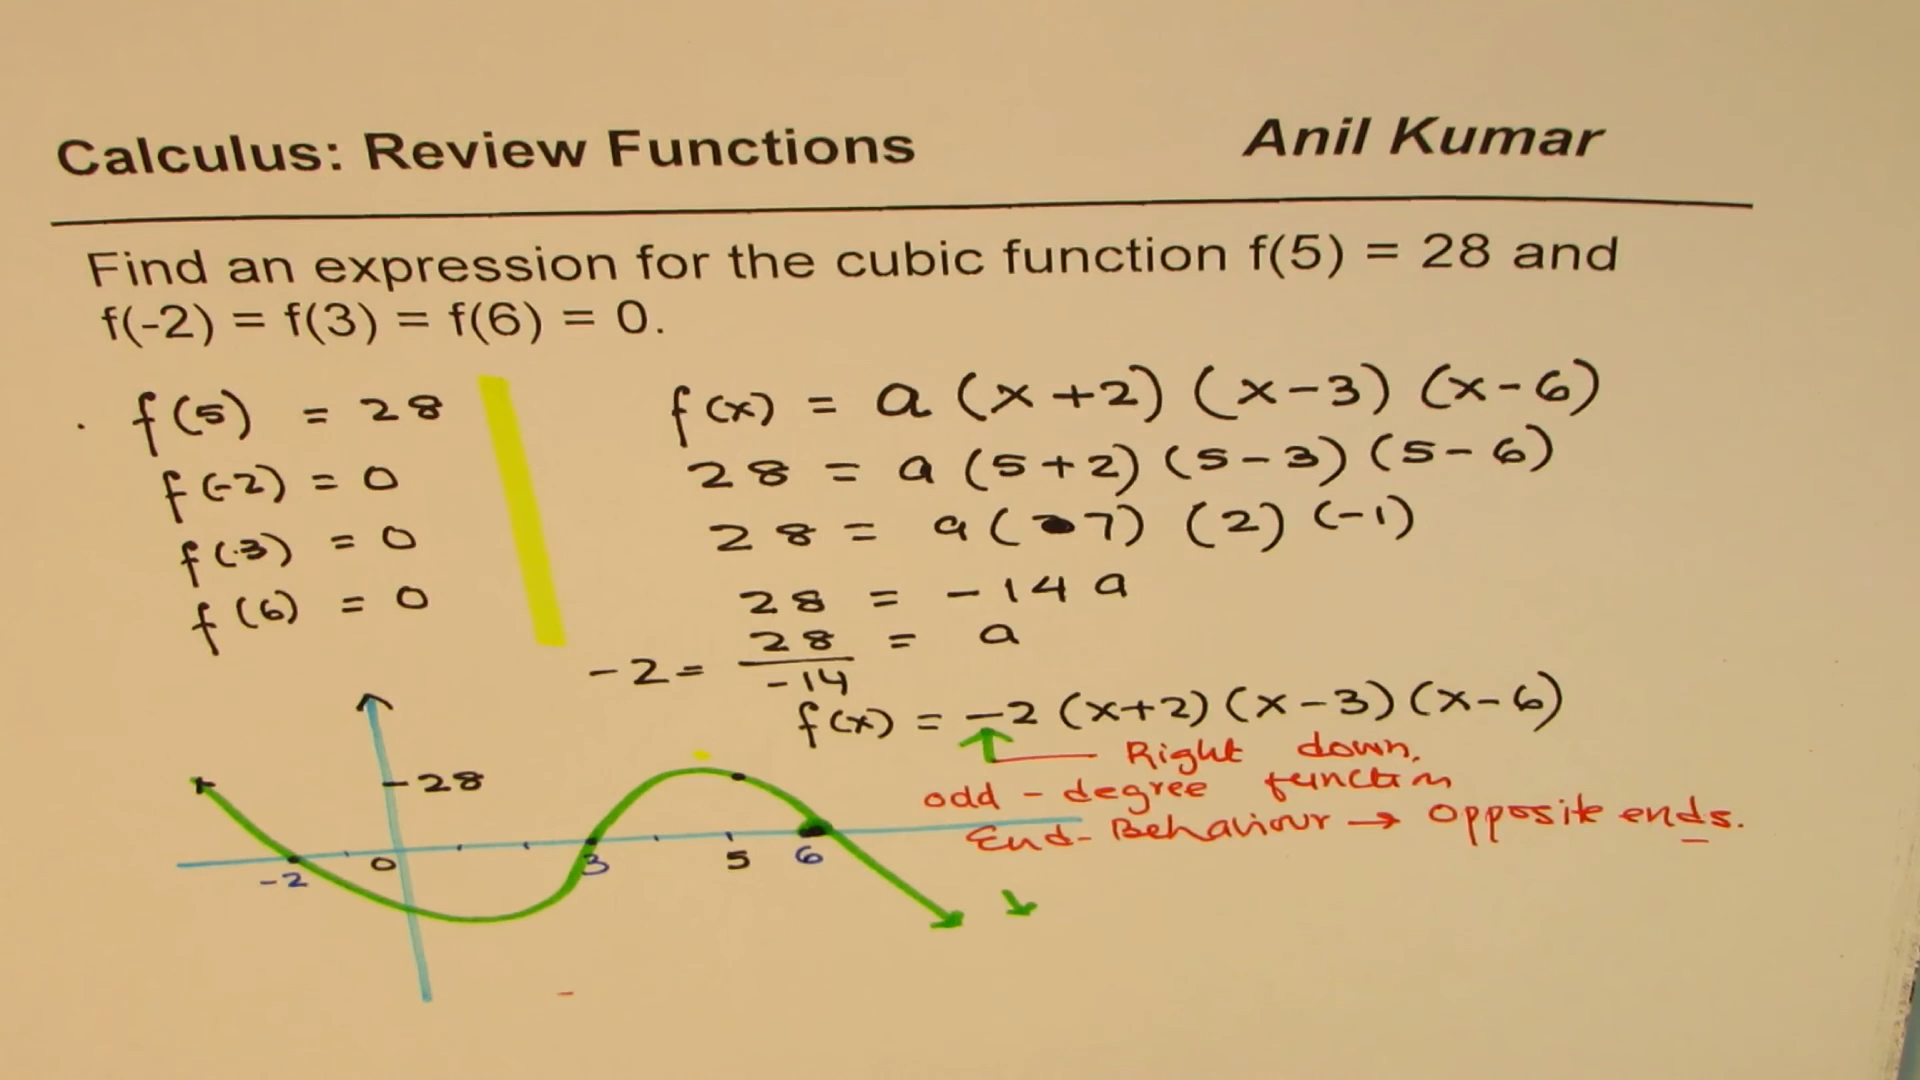 Calculus: Review Functions Anil Kumar
Find an expression for the cubic function f(5) = 28 and
f(-2) = f(3) = f(6) = 0.
f(5) = 28
f(-2) = 0
f(3) = 0
f(6) = 0
f(x) = a (x+2) (x-3) (x-6)
28 = a (5+2) (5-3) (5-6)
28 = a (7) (2) (-1)
28 = -14 a
-2 = 28/-14 = a
f(x) = -2 (x+2) (x-3) (x-6)
Right down.
odd - degree function
End-Behaviour → opposite ends.
28
-2 0 3 5 6